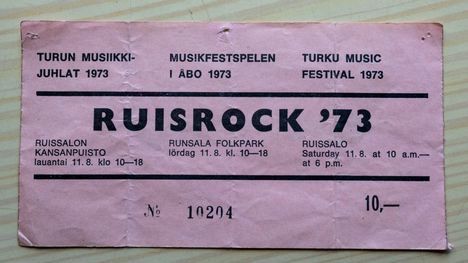 TURUN MUSIIKKI-
JUHLAT 1973
MUSIKFESTSPELEN
I ÅBO 1973
TURKU MUSIC
FESTIVAL 1973
RUISROCK '73
RUISSALON
KANSANPUISTO
lauantai 11.8. klo 10—18
RUNSALA FOLKPARK
lördag 11.8. kl. 10—18
RUISSALO
Saturday 11.8. at 10 a.m.—
at 6 p.m.
№ 10204
10,—